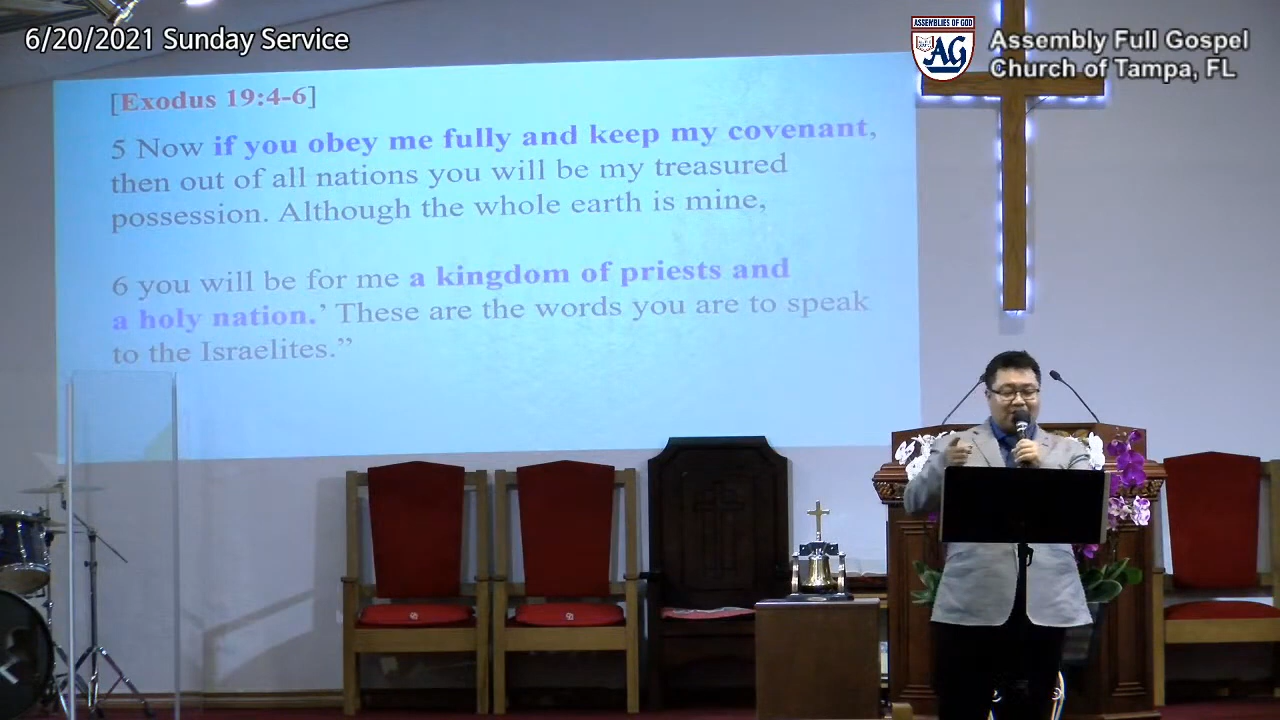 6/20/2021 Sunday Service
ASSEMBLIES OF GOD
AG
Assembly Full Gospel
Church of Tampa, FL
[Exodus 19:4-6]
5 Now if you obey me fully and keep my covenant,
then out of all nations you will be my treasured
possession. Although the whole earth is mine,
6 you will be for me a kingdom of priests and
a holy nation.’ These are the words you are to speak
to the Israelites.”